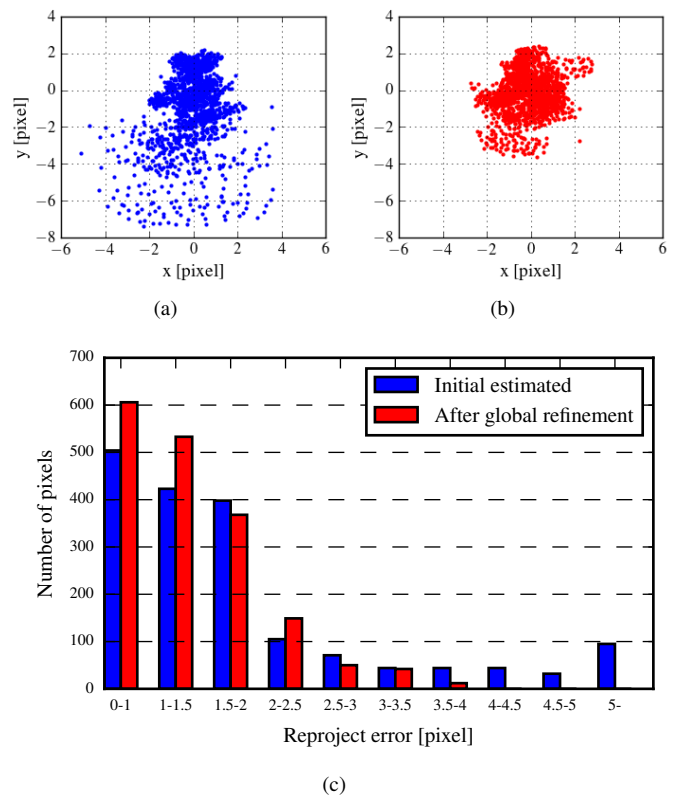 4
2
0
−2
−4
−6
−8
y [pixel]
−6 −4 −2 0 2 4 6
x [pixel]
(a)
4
2
0
−2
−4
−6
−8
y [pixel]
−6 −4 −2 0 2 4 6
x [pixel]
(b)
700
600
500
400
300
200
100
0
Number of pixels
Initial estimated
After global refinement
0-1 1-1.5 1.5-2 2-2.5 2.5-3 3-3.5 3.5-4 4-4.5 4.5-5 5-
Reproject error [pixel]
(c)